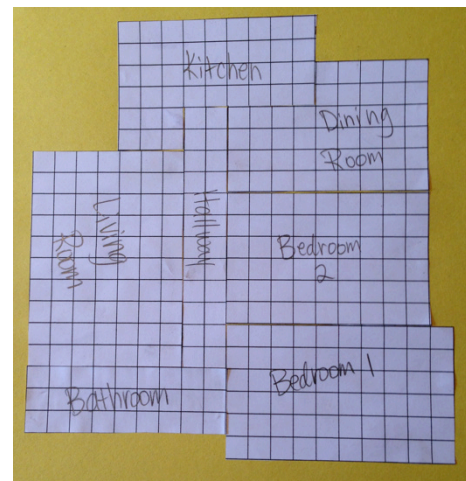 Kitchen
Dining
Room
Living
Room
Hallway
Bedroom
2
Bedroom 1
Bathroom